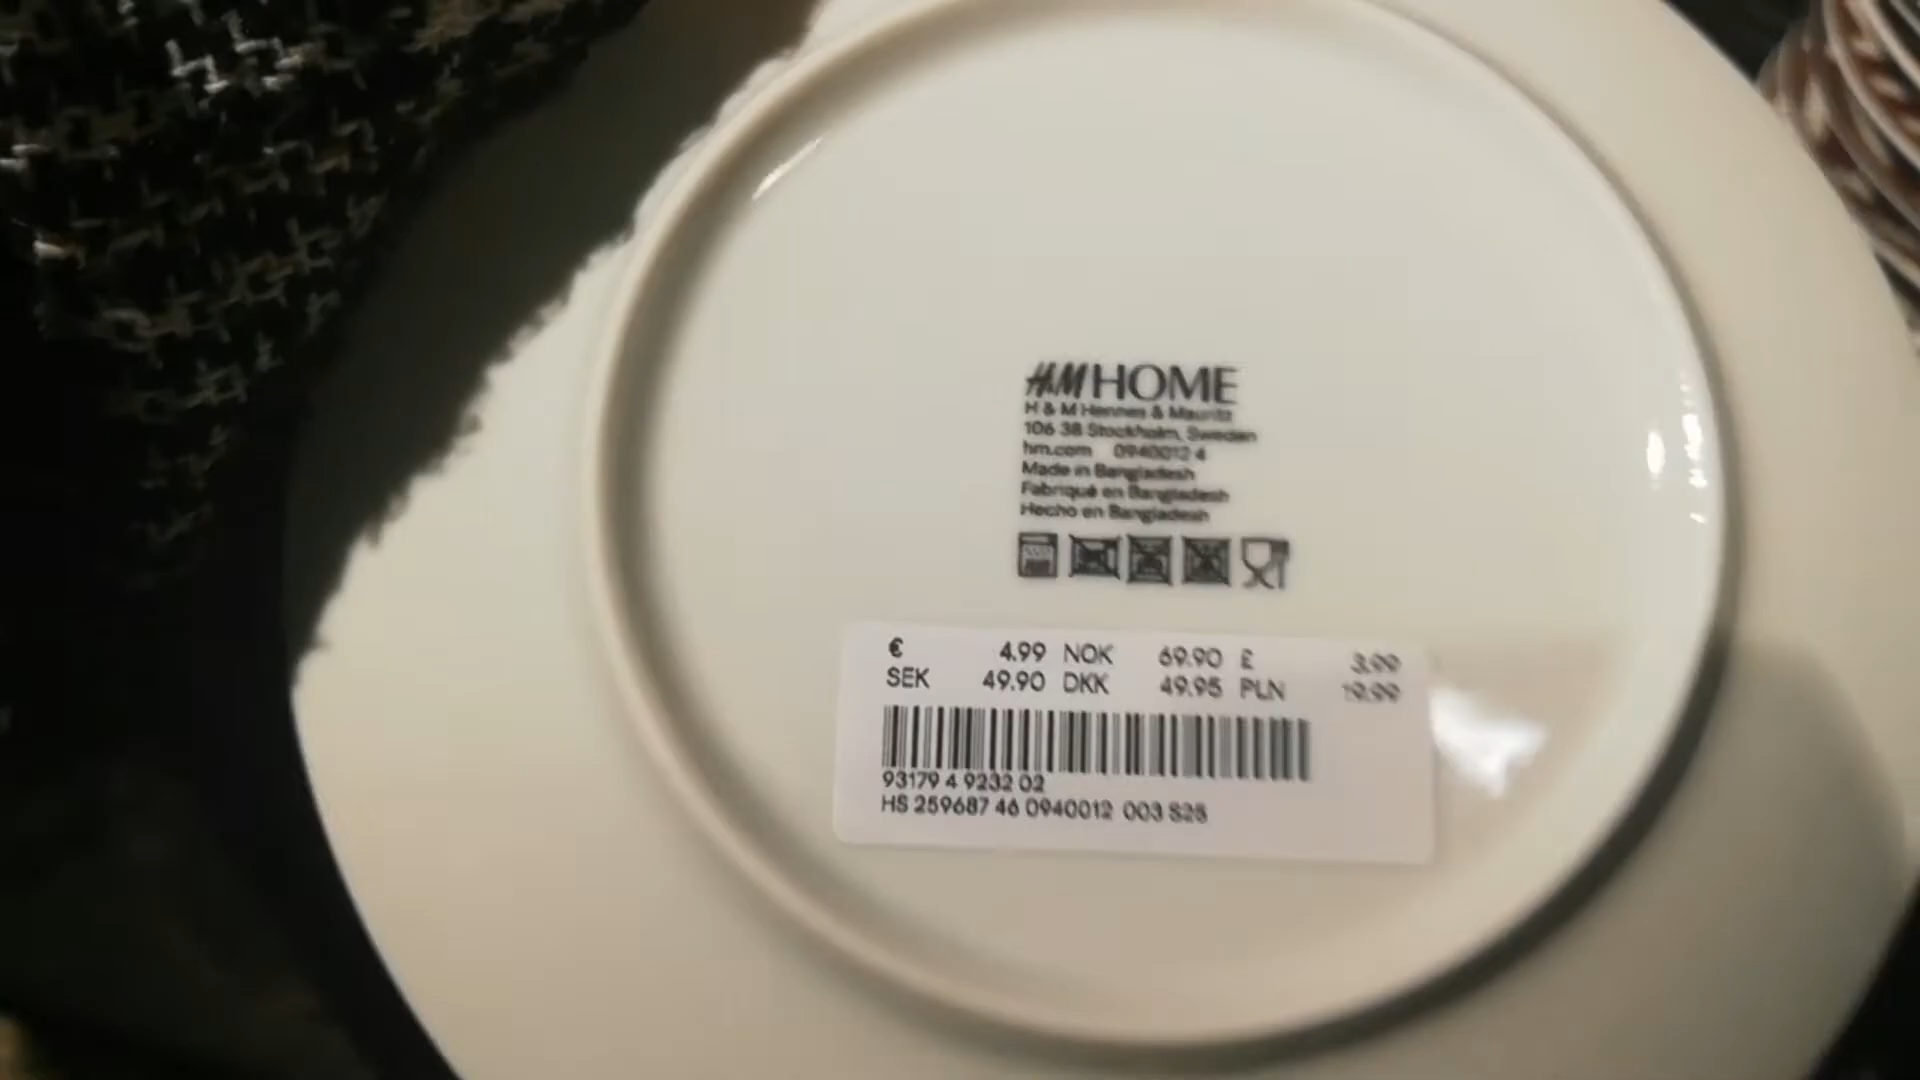 H&M HOME
H & M Hennes & Mauritz
106 38 Stockholm, Sweden
hm.com 0940012 4
Made in Bangladesh
Fabriqué en Bangladesh
Hecho en Bangladesh
€ 4.99 NOK 69.90 £ 3.99
SEK 49.90 DKK 49.95 PLN 19.99
93179 4 9232 02
HS 259687 46 0940012 003 S25